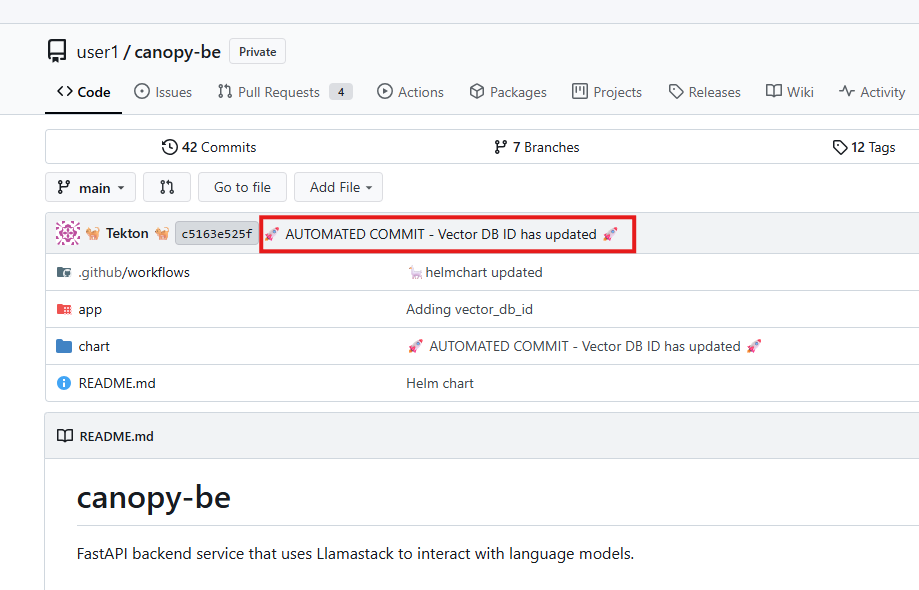 user1 / canopy-be Private
Code Issues Pull Requests 4 Actions Packages Projects Releases Wiki Activity
42 Commits 7 Branches 12 Tags
main Go to file Add File
🐈 Tekton 🐈 c5163e525f 🚀 AUTOMATED COMMIT - Vector DB ID has updated 🚀
.github/workflows 🦙 helmchart updated
app Adding vector_db_id
chart 🚀 AUTOMATED COMMIT - Vector DB ID has updated 🚀
README.md Helm chart
README.md
canopy-be
FastAPI backend service that uses Llamastack to interact with language models.